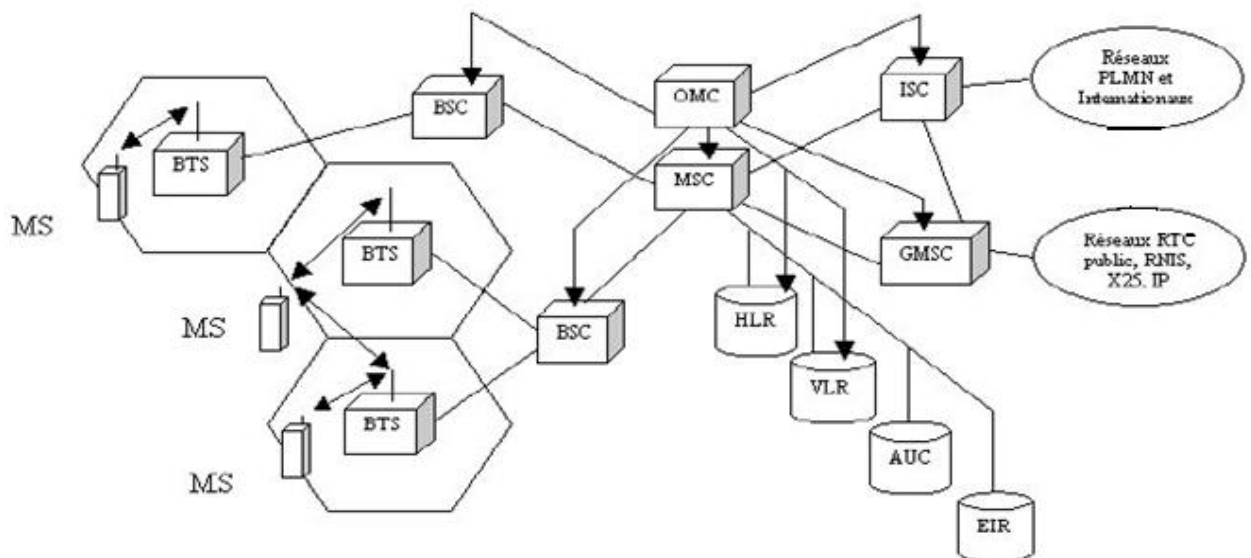 Réseaux
PLMN et
Internationaux
BSC
OMC
ISC
BTS
MSC
MS
BTS
GMSC
Réseaux RTC
public, RNIS,
X25. IP
HLR
MS
BSC
VLR
BTS
AUC
MS
EIR